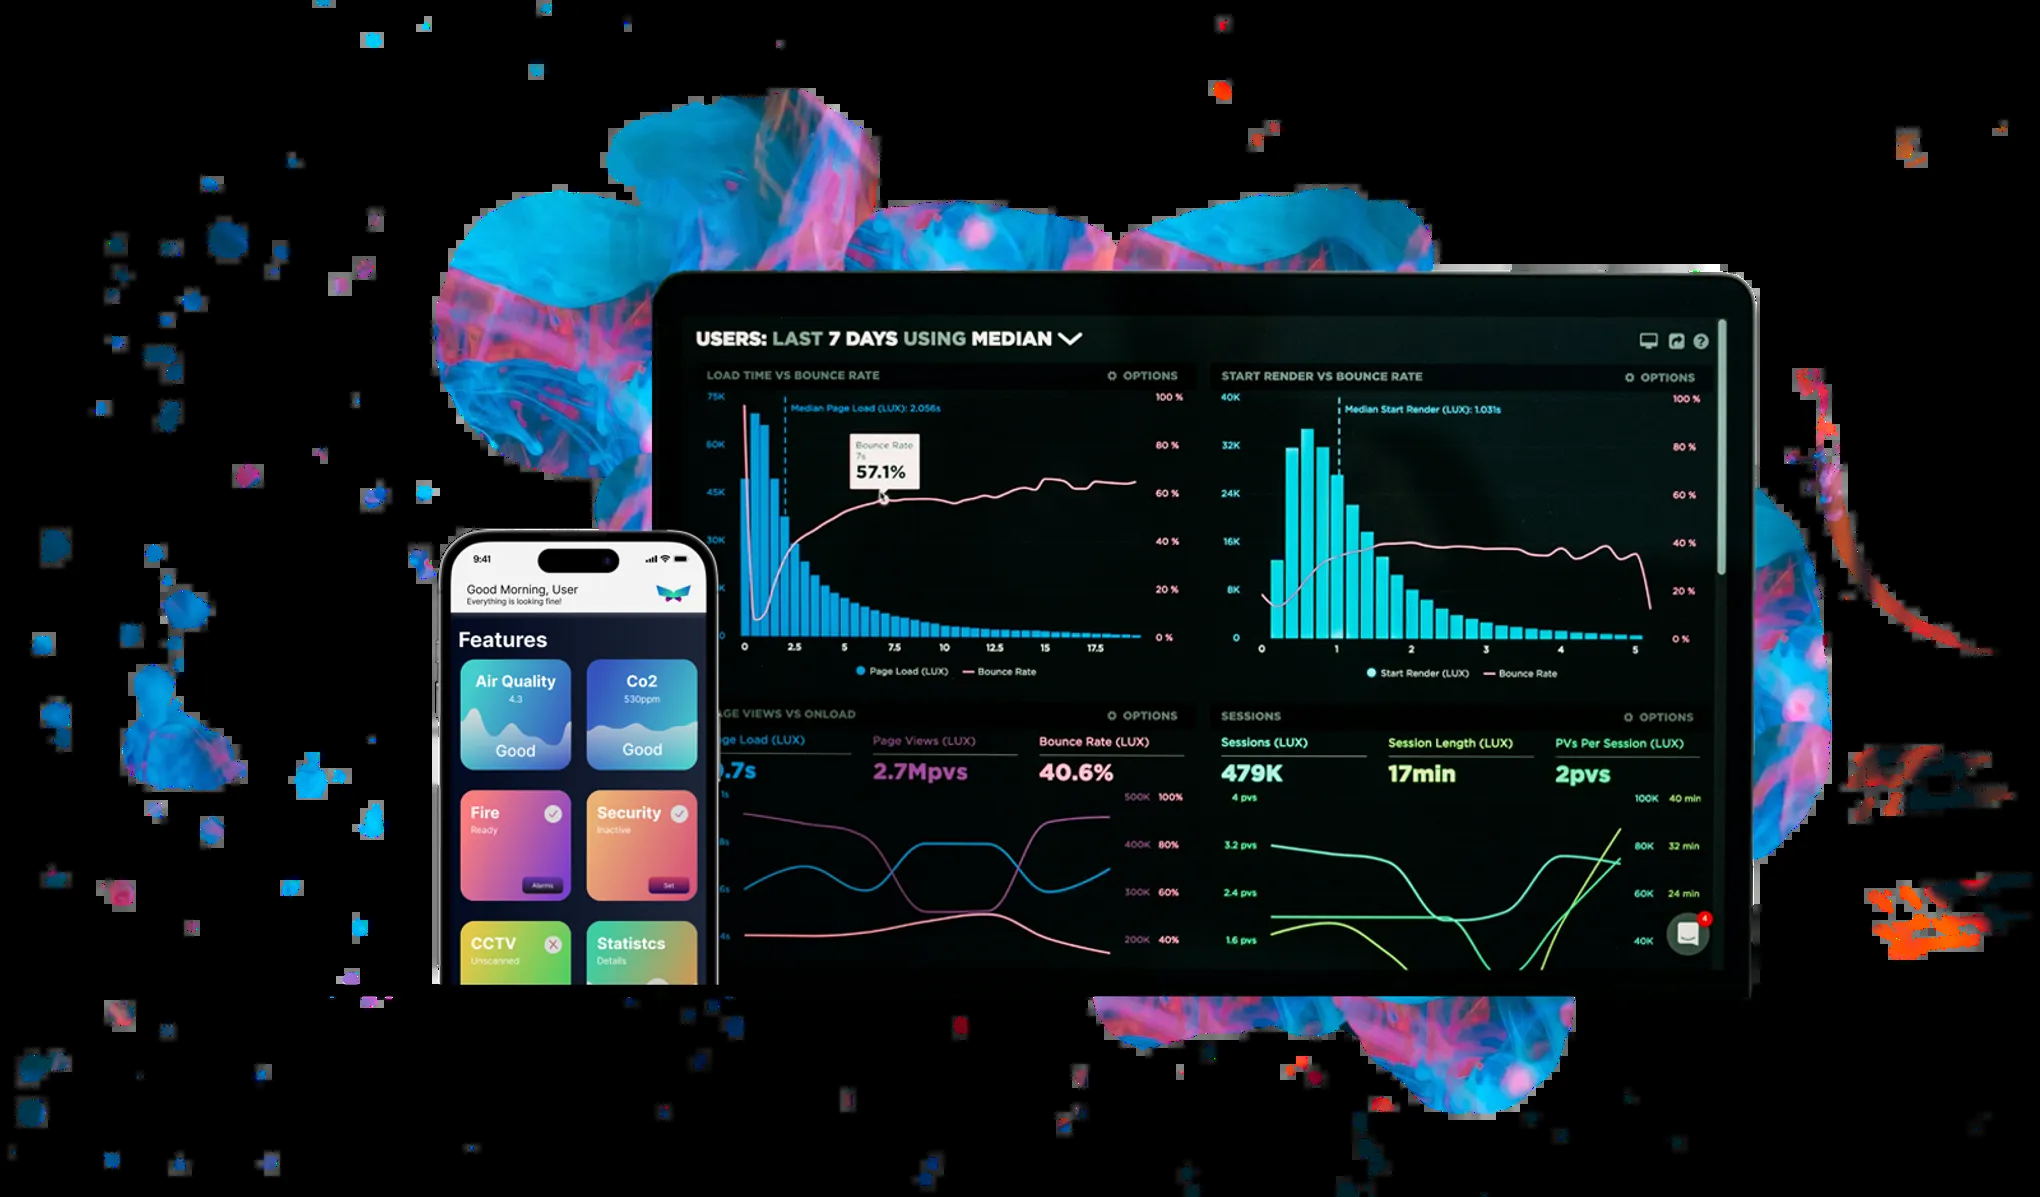 USERS: LAST 7 DAYS USING MEDIAN
LOAD TIME VS BOUNCE RATE
OPTIONS
75K
60K
45K
30K
0
100 %
80 %
60 %
40 %
20 %
0 %
Median Page Load (LUX): 2.056s
Bounce Rate
7s
57.1%
0 2.5 5 7.5 10 12.5 15 17.5
Page Load (LUX) Bounce Rate
START RENDER VS BOUNCE RATE
OPTIONS
40K
32K
24K
16K
8K
0
100 %
80 %
60 %
40 %
20 %
0 %
Median Start Render (LUX): 1.031s
0 1 2 3 4 5
Start Render (LUX) Bounce Rate
AGE VIEWS VS ONLOAD
OPTIONS
ge Load (LUX) Page Views (LUX) Bounce Rate (LUX)
.7s 2.7Mpvs 40.6%
500K 100%
400K 80%
300K 60%
200K 40%
1s
8s
6s
4s
SESSIONS
OPTIONS
Sessions (LUX) Session Length (LUX) PVs Per Session (LUX)
479K 17min 2pvs
4 pvs
3.2 pvs
2.4 pvs
1.6 pvs
100K 40 min
80K 32 min
60K 24 min
40K
4
9:41
Good Morning, User
Everything is looking fine!
Features
Air Quality
4.3
Good
Co2
530ppm
Good
Fire
Ready
Alarms
Security
Inactive
Set
CCTV
Unscanned
Statistcs
Details